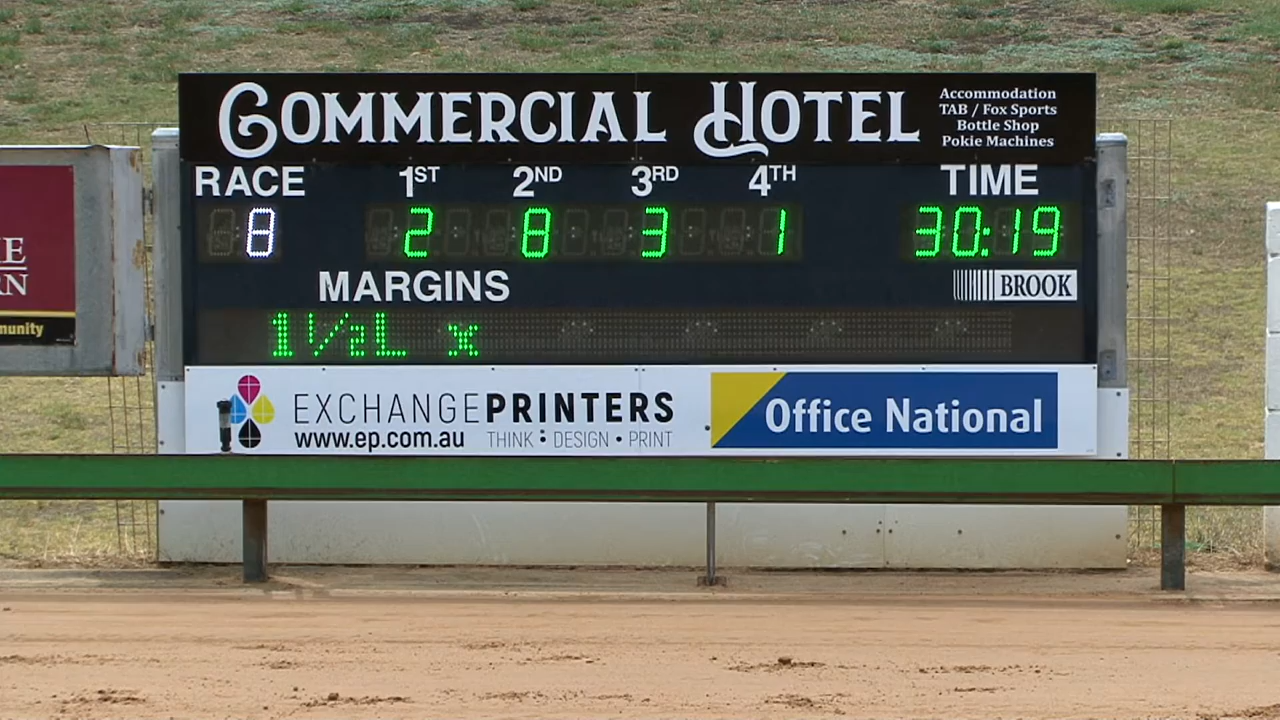 COMMERCIAL HOTEL
Accommodation
TAB / Fox Sports
Bottle Shop
Pokie Machines
RACE 1ST 2ND 3RD 4TH TIME
8 2 8 3 1 30:19
MARGINS
BROOK
1½L x
EXCHANGEPRINTERS
www.ep.com.au THINK : DESIGN • PRINT
Office National